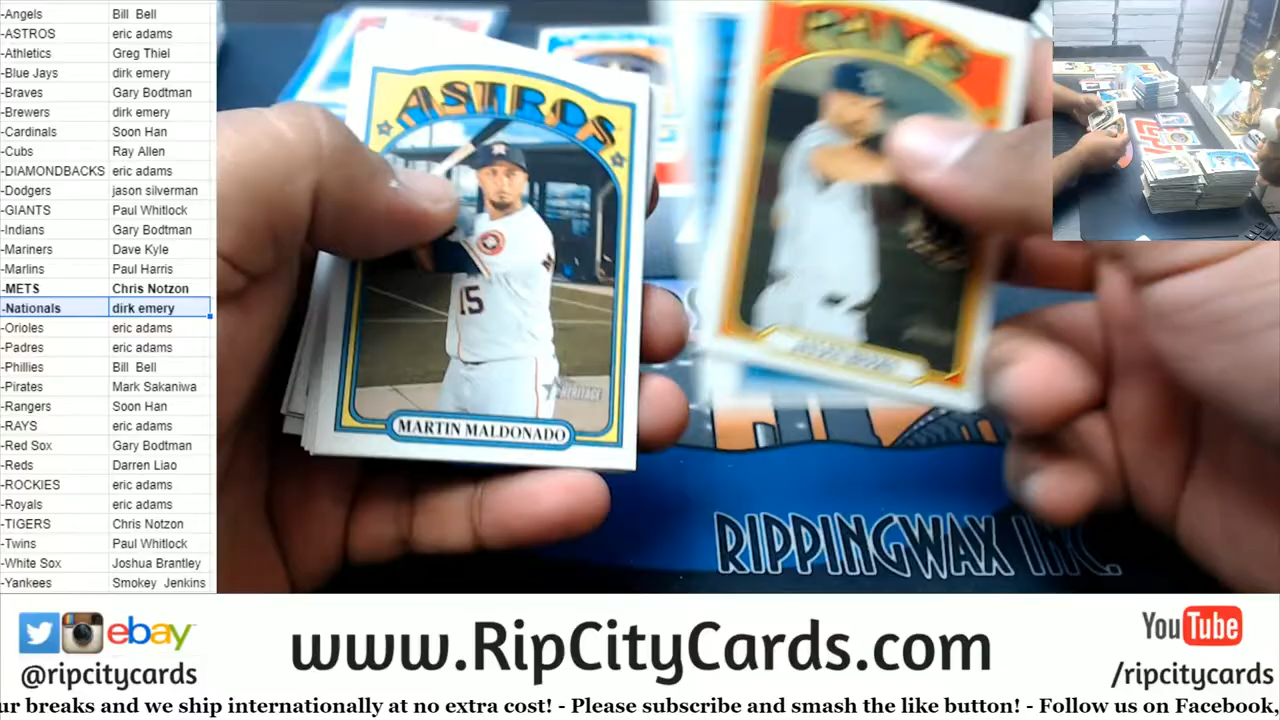 -Angels Bill Bell
-ASTROS eric adams
-Athletics Greg Thiel
-Blue Jays dirk emery
-Braves Gary Bodtman
-Brewers dirk emery
-Cardinals Soon Han
-Cubs Ray Allen
-DIAMONDBACKS eric adams
-Dodgers jason silverman
-GIANTS Paul Whitlock
-Indians Gary Bodtman
-Mariners Dave Kyle
-Marlins Paul Harris
-METS Chris Notzon
-Nationals dirk emery
-Orioles eric adams
-Padres eric adams
-Phillies Bill Bell
-Pirates Mark Sakaniwa
-Rangers Soon Han
-RAYS eric adams
-Red Sox Gary Bodtman
-Reds Darren Liao
-ROCKIES eric adams
-Royals eric adams
-TIGERS Chris Notzon
-Twins Paul Whitlock
-White Sox Joshua Brantley
-Yankees Smokey Jenkins
ASTROS
15
HERITAGE
MARTIN MALDONADO
RAYS
RIPPINGWAX INC.
ebay
@ripcitycards
www.RipCityCards.com
YouTube
/ripcitycards
ur breaks and we ship internationally at no extra cost! - Please subscribe and smash the like button! - Follow us on Facebook,